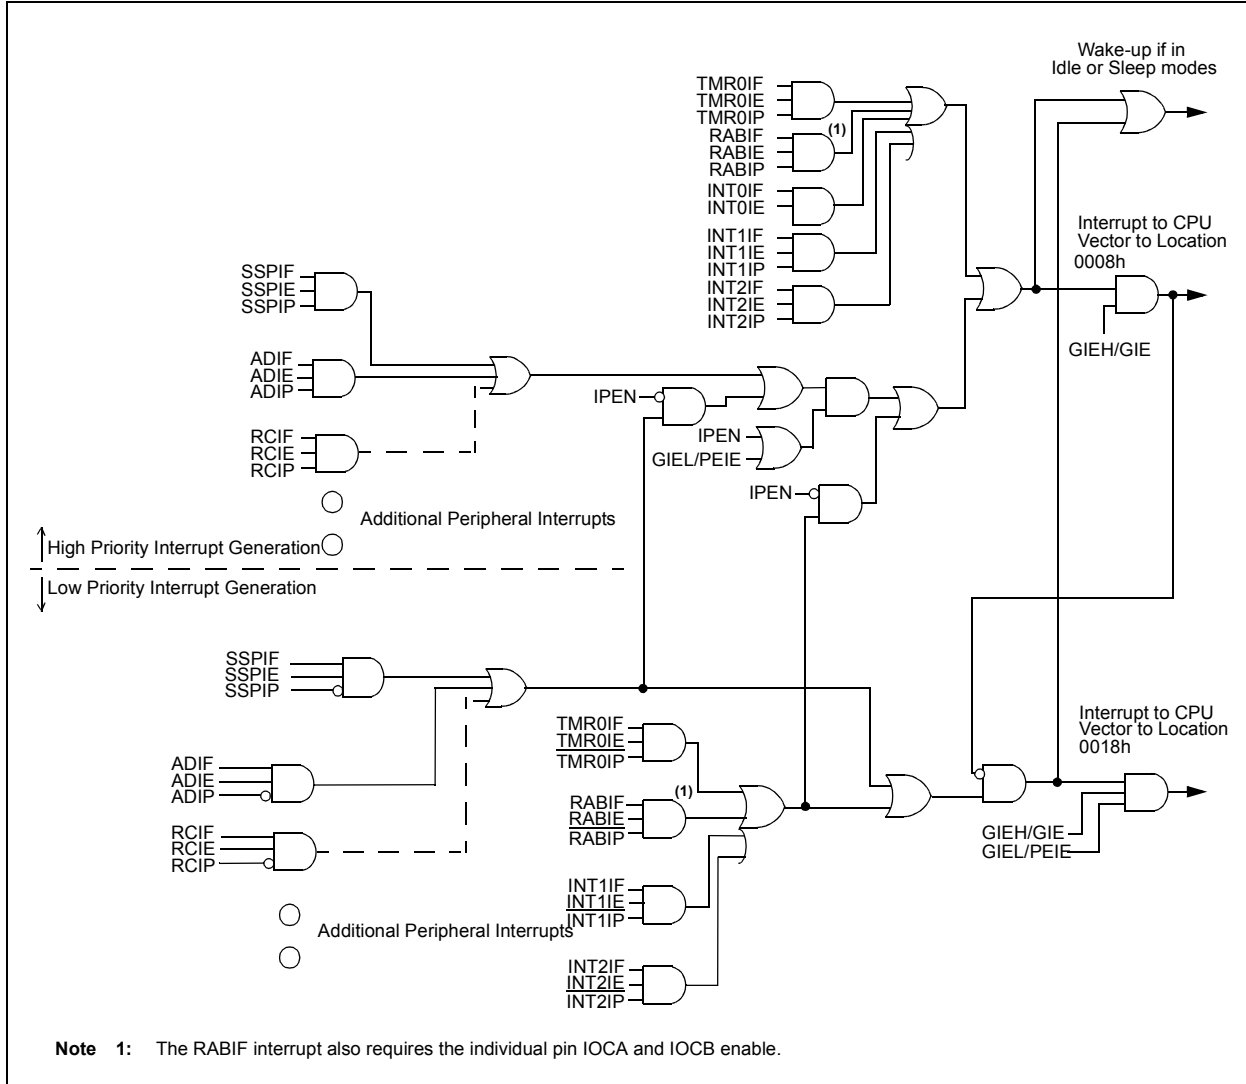 Wake-up if in
Idle or Sleep modes
TMR0IF
TMR0IE
TMR0IP
(1)
RABIF
RABIE
RABIP
INT0IF
INT0IE
INT1IF
INT1IE
INT1IP
INT2IF
INT2IE
INT2IP
Interrupt to CPU
Vector to Location
0008h
GIEH/GIE
SSPIF
SSPIE
SSPIP
ADIF
ADIE
ADIP
RCIF
RCIE
RCIP
IPEN
IPEN
GIEL/PEIE
IPEN
Additional Peripheral Interrupts
High Priority Interrupt Generation
Low Priority Interrupt Generation
SSPIF
SSPIE
SSPIP
ADIF
ADIE
ADIP
RCIF
RCIE
RCIP
Additional Peripheral Interrupts
TMR0IF
TMR0IE
TMR0IP
(1)
RABIF
RABIE
RABIP
INT1IF
INT1IE
INT1IP
INT2IF
INT2IE
INT2IP
Interrupt to CPU
Vector to Location
0018h
GIEH/GIE
GIEL/PEIE
Note 1: The RABIF interrupt also requires the individual pin IOCA and IOCB enable.